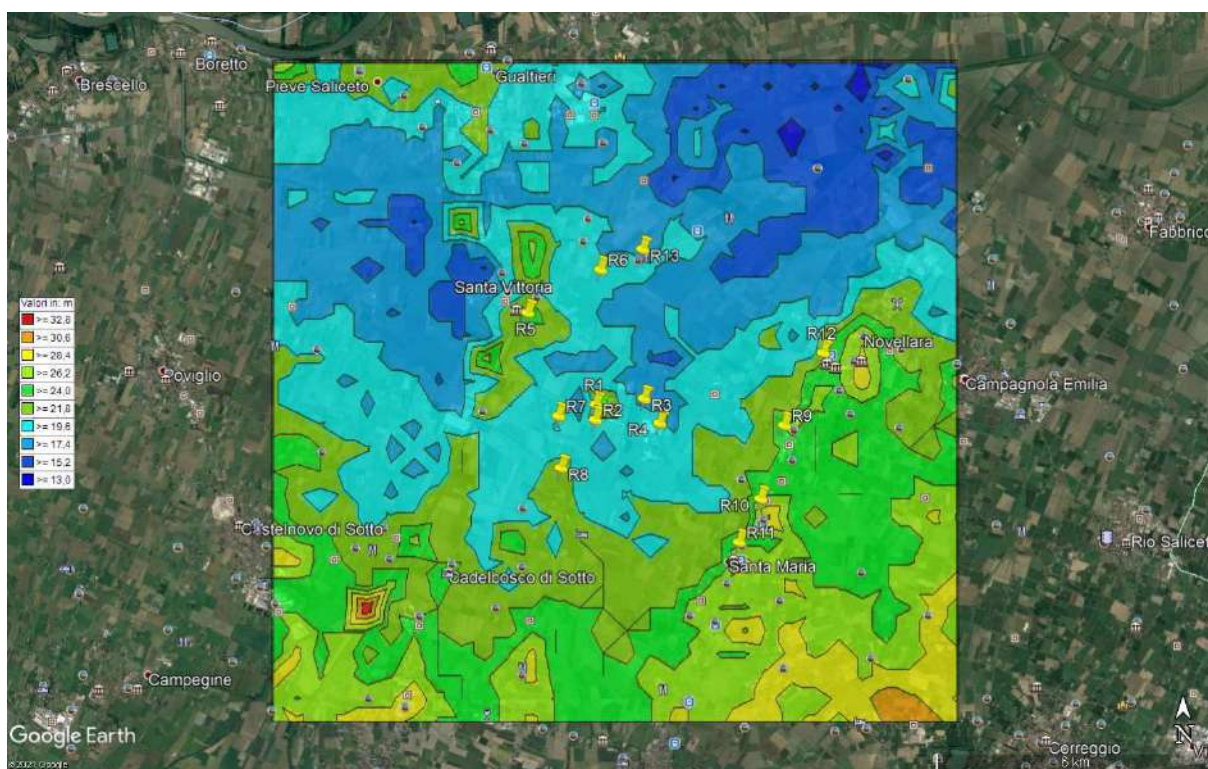 Boretto
Gualtieri
Brescello
Pieve Saliceto
Fabbrico
R6
R13
Santa Vittoria
Valori in: m
>= 32,8
>= 30,6
>= 28,4
>= 26,2
>= 24,0
>= 21,8
>= 19,6
>= 17,4
>= 15,2
>= 13,0
R5
R12
Novellara
Poviglio
Campagnola Emilia
R1
R7
R2
R3
R4
R9
R8
R10
Castelnovo di Sotto
R11
Rio Salicet
Santa Maria
Cadelbosco di Sotto
Campegine
Google Earth
N
Correggio
6 km